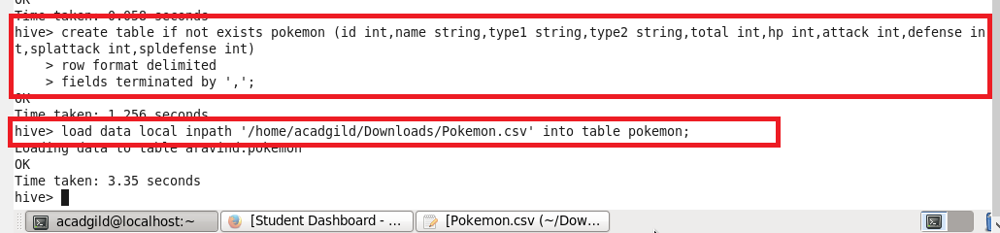 OK
Time taken: 0.058 seconds
hive> create table if not exists pokemon (id int,name string,type1 string,type2 string,total int,hp int,attack int,defense in
t,splattack int,spldefense int)
> row format delimited
> fields terminated by ',';
OK
Time taken: 1.256 seconds
hive> load data local inpath '/home/acadgild/Downloads/Pokemon.csv' into table pokemon;
Loading data to table aravind.pokemon
OK
Time taken: 3.35 seconds
hive>
acadgild@localhost:~
[Student Dashboard - ...
[Pokemon.csv (~/Dow...